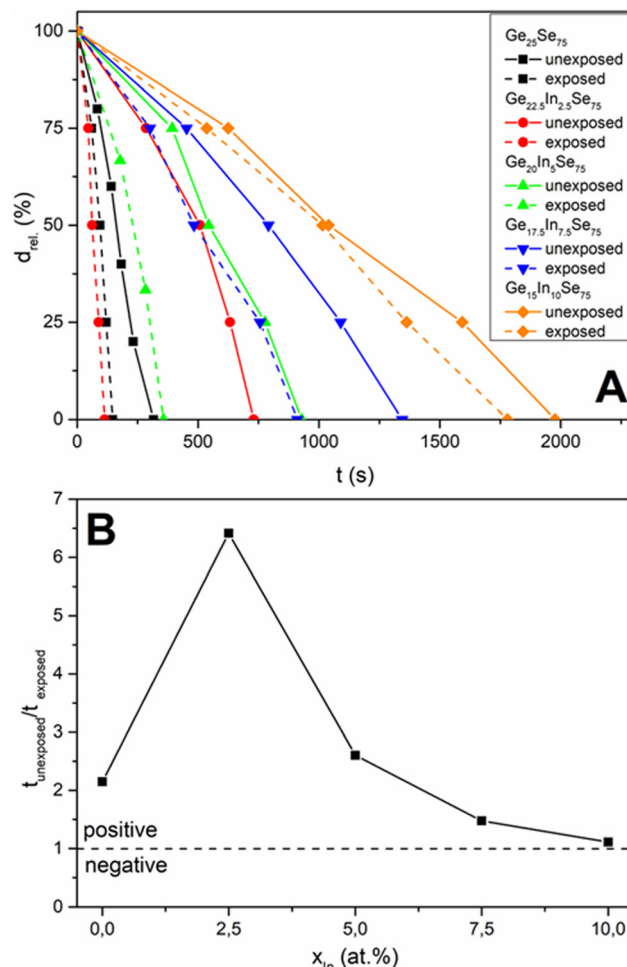 A
100
75
50
25
0
d_rel. (%)
0
500
1000
1500
2000
t (s)
Ge₂₅Se₇₅
unexposed
exposed
Ge₂₂.₅In₂.₅Se₇₅
unexposed
exposed
Ge₂₀In₅Se₇₅
unexposed
exposed
Ge₁₇.₅In₇.₅Se₇₅
unexposed
exposed
Ge₁₅In₁₀Se₇₅
unexposed
exposed
B
7
6
5
4
3
2
1
0
t_unexposed/t_exposed
positive
negative
0,0
2,5
5,0
7,5
10,0
x_In (at.%)